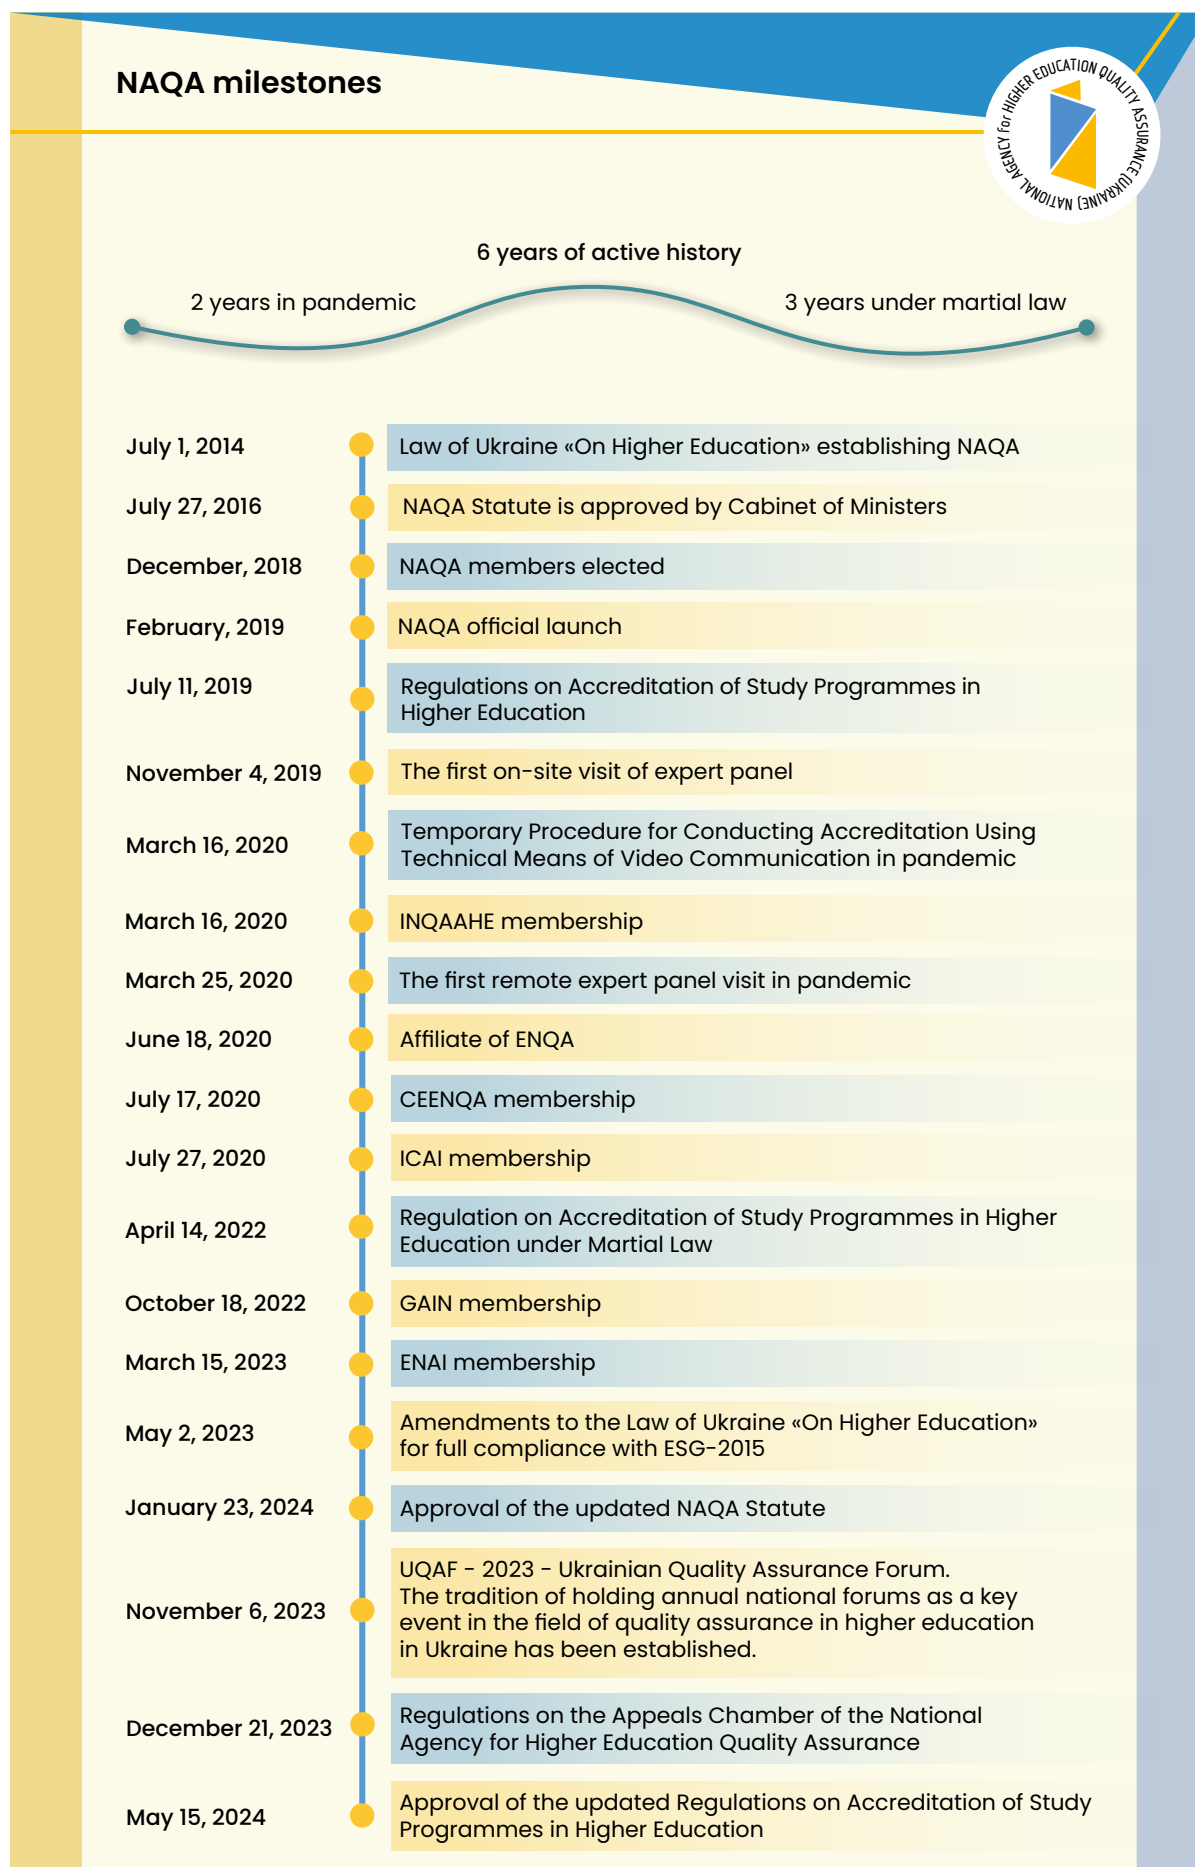 NAQA milestones
NATIONAL AGENCY for HIGHER EDUCATION QUALITY ASSURANCE (UKRAINE)
6 years of active history
2 years in pandemic
3 years under martial law
July 1, 2014
Law of Ukraine «On Higher Education» establishing NAQA
July 27, 2016
NAQA Statute is approved by Cabinet of Ministers
December, 2018
NAQA members elected
February, 2019
NAQA official launch
July 11, 2019
Regulations on Accreditation of Study Programmes in
Higher Education
November 4, 2019
The first on-site visit of expert panel
March 16, 2020
Temporary Procedure for Conducting Accreditation Using
Technical Means of Video Communication in pandemic
March 16, 2020
INQAAHE membership
March 25, 2020
The first remote expert panel visit in pandemic
June 18, 2020
Affiliate of ENQA
July 17, 2020
CEENQA membership
July 27, 2020
ICAI membership
April 14, 2022
Regulation on Accreditation of Study Programmes in Higher
Education under Martial Law
October 18, 2022
GAIN membership
March 15, 2023
ENAI membership
May 2, 2023
Amendments to the Law of Ukraine «On Higher Education»
for full compliance with ESG-2015
January 23, 2024
Approval of the updated NAQA Statute
November 6, 2023
UQAF - 2023 - Ukrainian Quality Assurance Forum.
The tradition of holding annual national forums as a key
event in the field of quality assurance in higher education
in Ukraine has been established.
December 21, 2023
Regulations on the Appeals Chamber of the National
Agency for Higher Education Quality Assurance
May 15, 2024
Approval of the updated Regulations on Accreditation of Study
Programmes in Higher Education